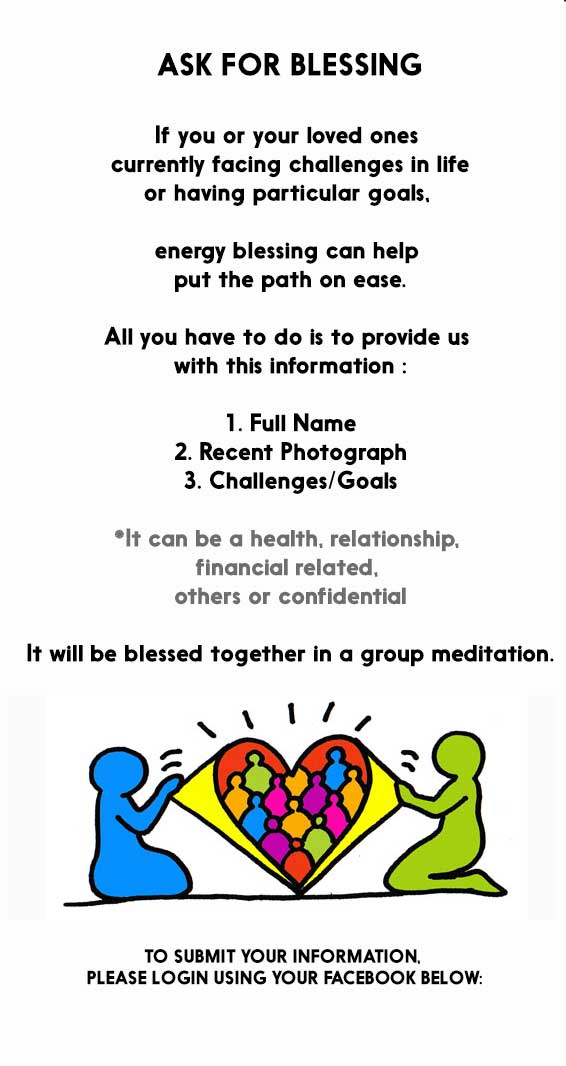 ASK FOR BLESSING
If you or your loved ones
currently facing challenges in life
or having particular goals,
energy blessing can help
put the path on ease.
All you have to do is to provide us
with this information :
1. Full Name
2. Recent Photograph
3. Challenges/Goals
*It can be a health, relationship,
financial related,
others or confidential
It will be blessed together in a group meditation.
TO SUBMIT YOUR INFORMATION,
PLEASE LOGIN USING YOUR FACEBOOK BELOW: